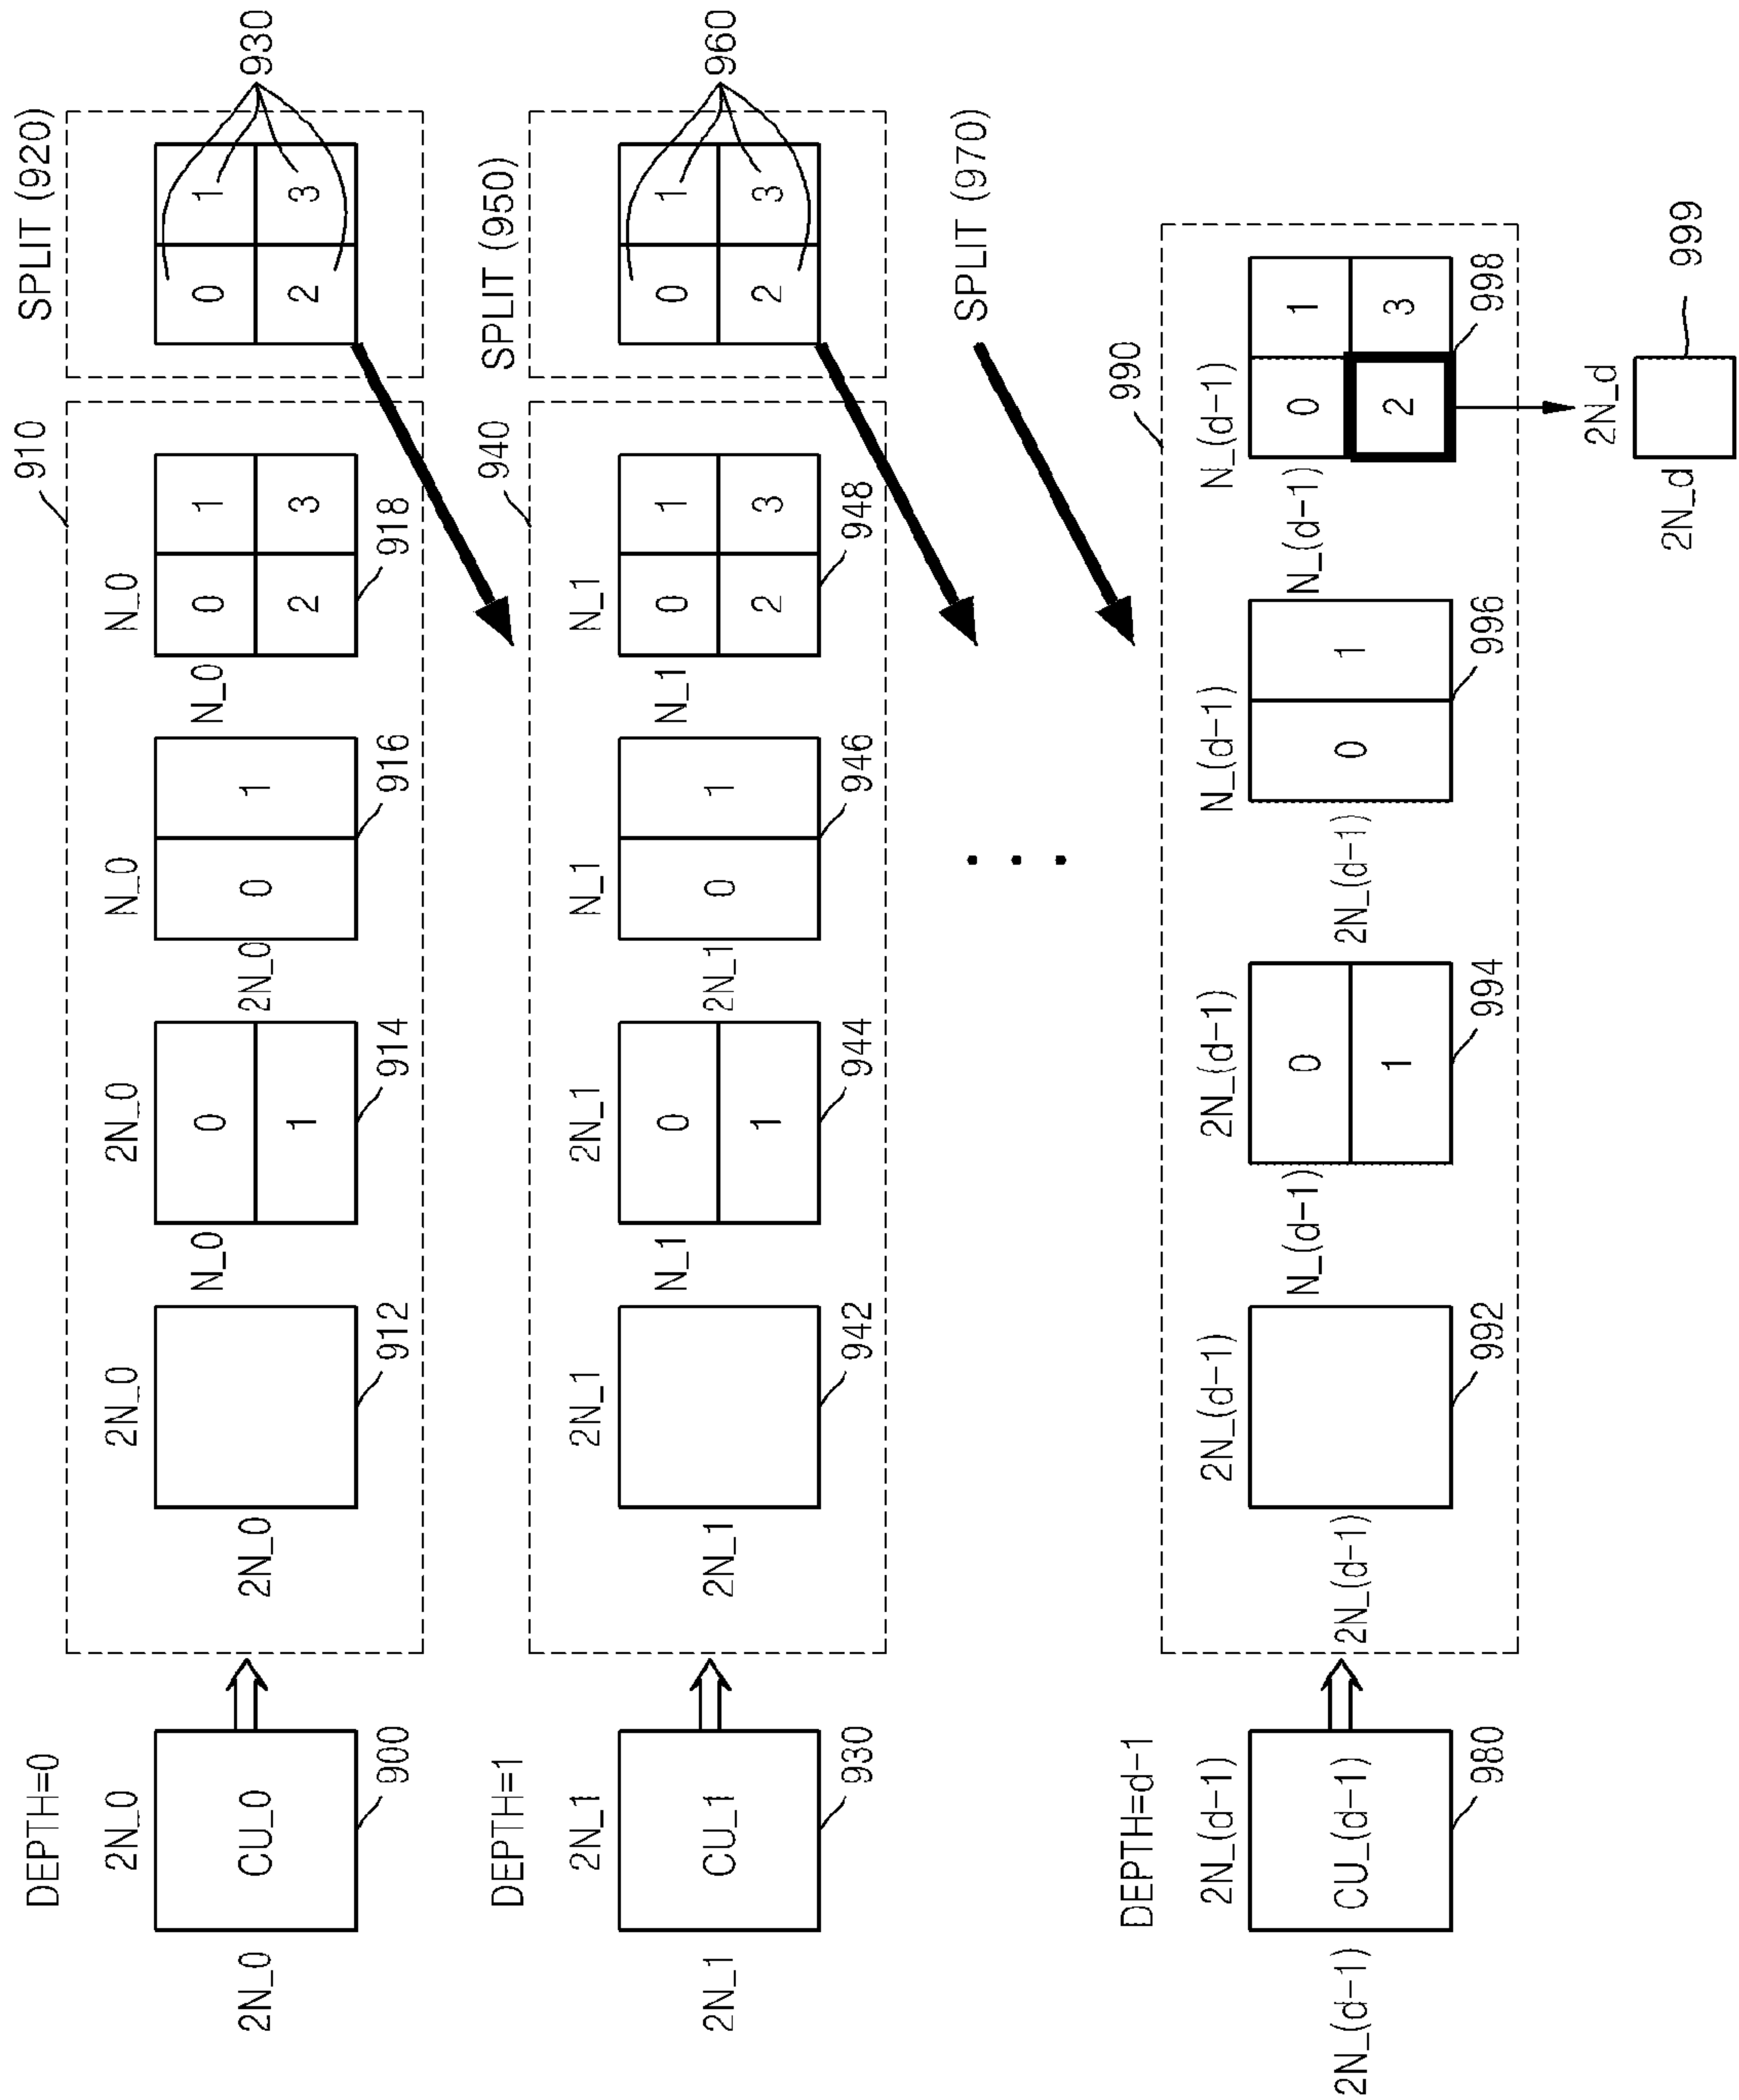 DEPTH=0
SPLIT (920)
930
910
2N_0
2N_0
2N_0
N_0
N_0
2N_0
CU_0
900
2N_0
912
N_0
0
1
914
2N_0
0
1
916
N_0
0
1
2
3
918
0
1
2
3
DEPTH=1
SPLIT (950)
960
940
2N_1
2N_1
2N_1
N_1
N_1
2N_1
CU_1
930
2N_1
942
N_1
0
1
944
2N_1
0
1
946
N_1
0
1
2
3
948
0
1
2
3
SPLIT (970)
DEPTH=d-1
990
2N_(d-1)
2N_(d-1)
2N_(d-1)
N_(d-1)
N_(d-1)
2N_(d-1)
CU_(d-1)
980
2N_(d-1)
992
N_(d-1)
0
1
994
2N_(d-1)
0
1
996
N_(d-1)
0
1
2
3
998
2N_d
2N_d
999